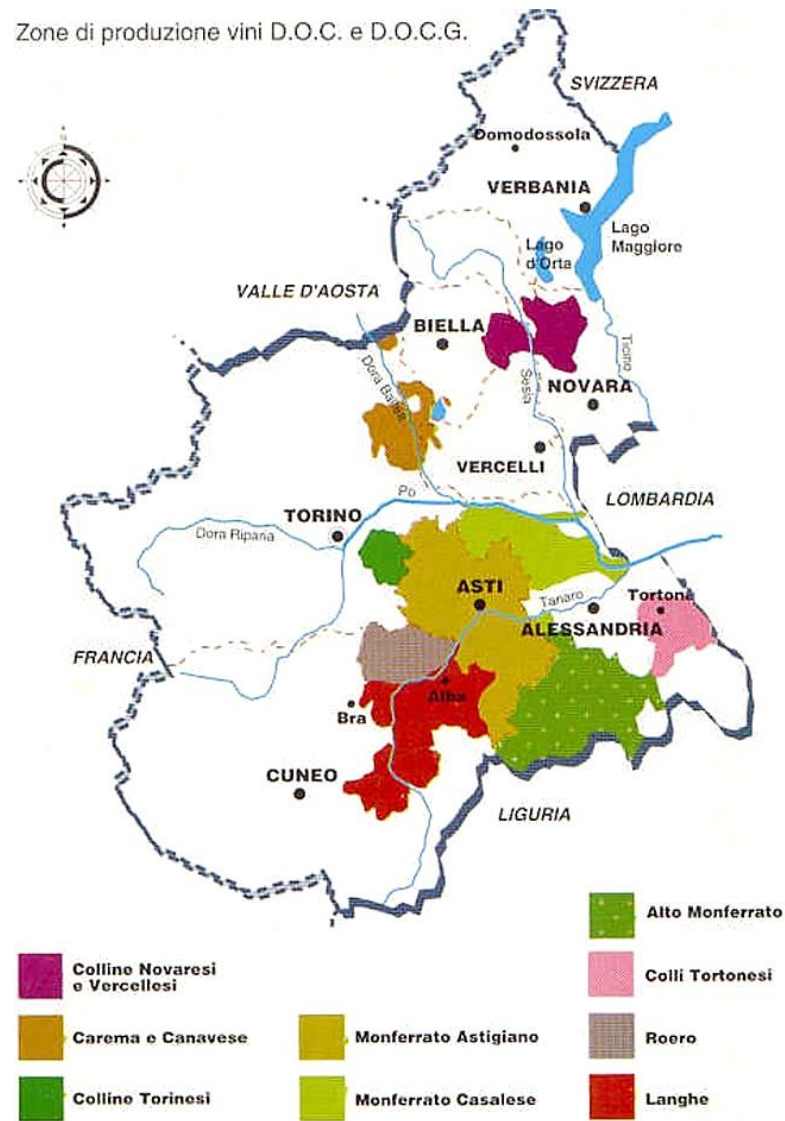 Zone di produzione vini D.O.C. e D.O.C.G.
SVIZZERA
Domodossola
VERBANIA
Lago
Maggiore
Lago
d'Orta
VALLE D'AOSTA
BIELLA
Ticino
Dora Baltea
Sesia
NOVARA
VERCELLI
Po
LOMBARDIA
TORINO
Dora Riparia
ASTI
Tanaro
Tortona
ALESSANDRIA
FRANCIA
Alba
Bra
CUNEO
LIGURIA
Alto Monferrato
Colline Novaresi
e Vercellesi
Colli Tortonesi
Carema e Canavese
Monferrato Astigiano
Roero
Colline Torinesi
Monferrato Casalese
Langhe